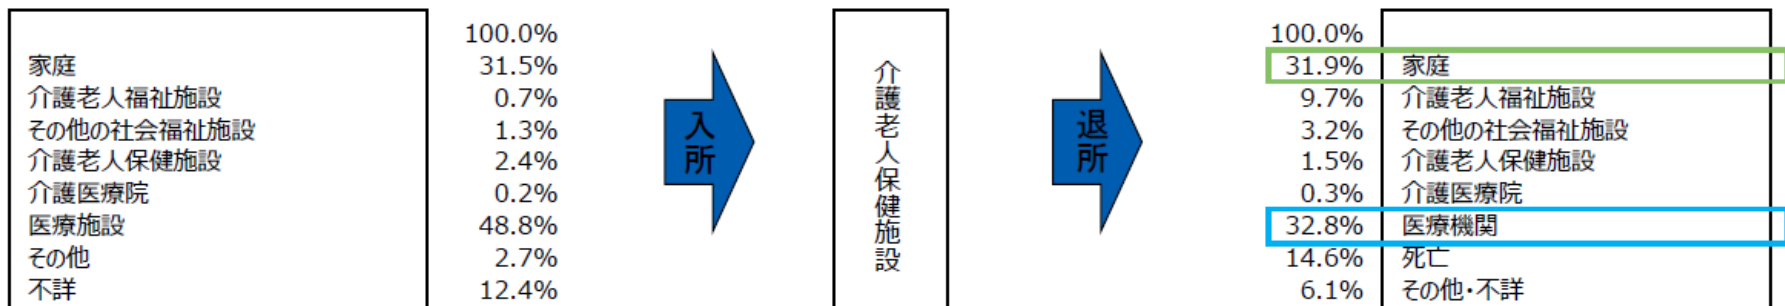 100.0%
家庭 31.5%
介護老人福祉施設 0.7%
その他の社会福祉施設 1.3%
介護老人保健施設 2.4%
介護医療院 0.2%
医療施設 48.8%
その他 2.7%
不詳 12.4%
入所
介護老人保健施設
退所
100.0%
31.9% 家庭
9.7% 介護老人福祉施設
3.2% その他の社会福祉施設
1.5% 介護老人保健施設
0.3% 介護医療院
32.8% 医療機関
14.6% 死亡
6.1% その他・不詳